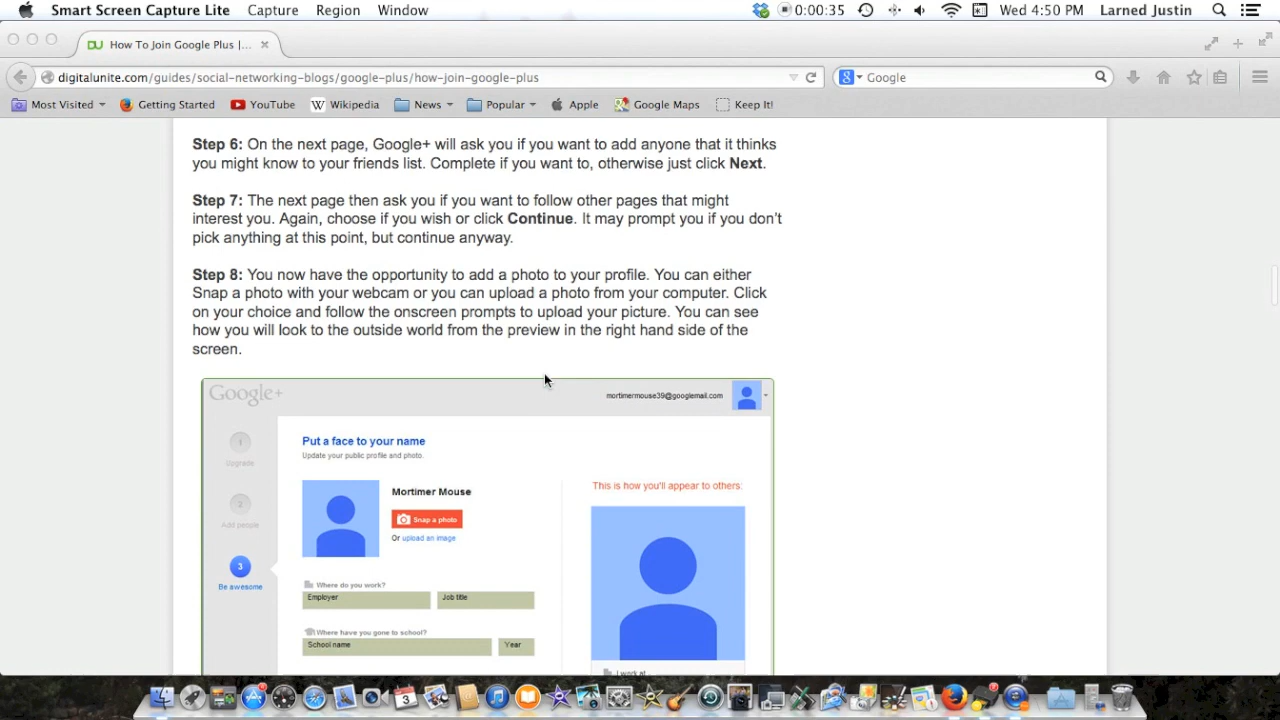 Smart Screen Capture Lite Capture Region Window 0:00:35 Wed 4:50 PM Larned Justin
How To Join Google Plus |...
digitalunite.com/guides/social-networking-blogs/google-plus/how-join-google-plus Google
Most Visited Getting Started YouTube Wikipedia News Popular Apple Google Maps Keep It!
Step 6: On the next page, Google+ will ask you if you want to add anyone that it thinks
you might know to your friends list. Complete if you want to, otherwise just click Next.
Step 7: The next page then ask you if you want to follow other pages that might
interest you. Again, choose if you wish or click Continue. It may prompt you if you don't
pick anything at this point, but continue anyway.
Step 8: You now have the opportunity to add a photo to your profile. You can either
Snap a photo with your webcam or you can upload a photo from your computer. Click
on your choice and follow the onscreen prompts to upload your picture. You can see
how you will look to the outside world from the preview in the right hand side of the
screen.
Google+ mortimermouse39@googlemail.com
1
Upgrade
Put a face to your name
Update your public profile and photo.
2
Add people
Mortimer Mouse
Snap a photo
Or upload an image
This is how you'll appear to others:
3
Be awesome
Where do you work?
Employer Job title
Where have you gone to school?
School name Year
I work at